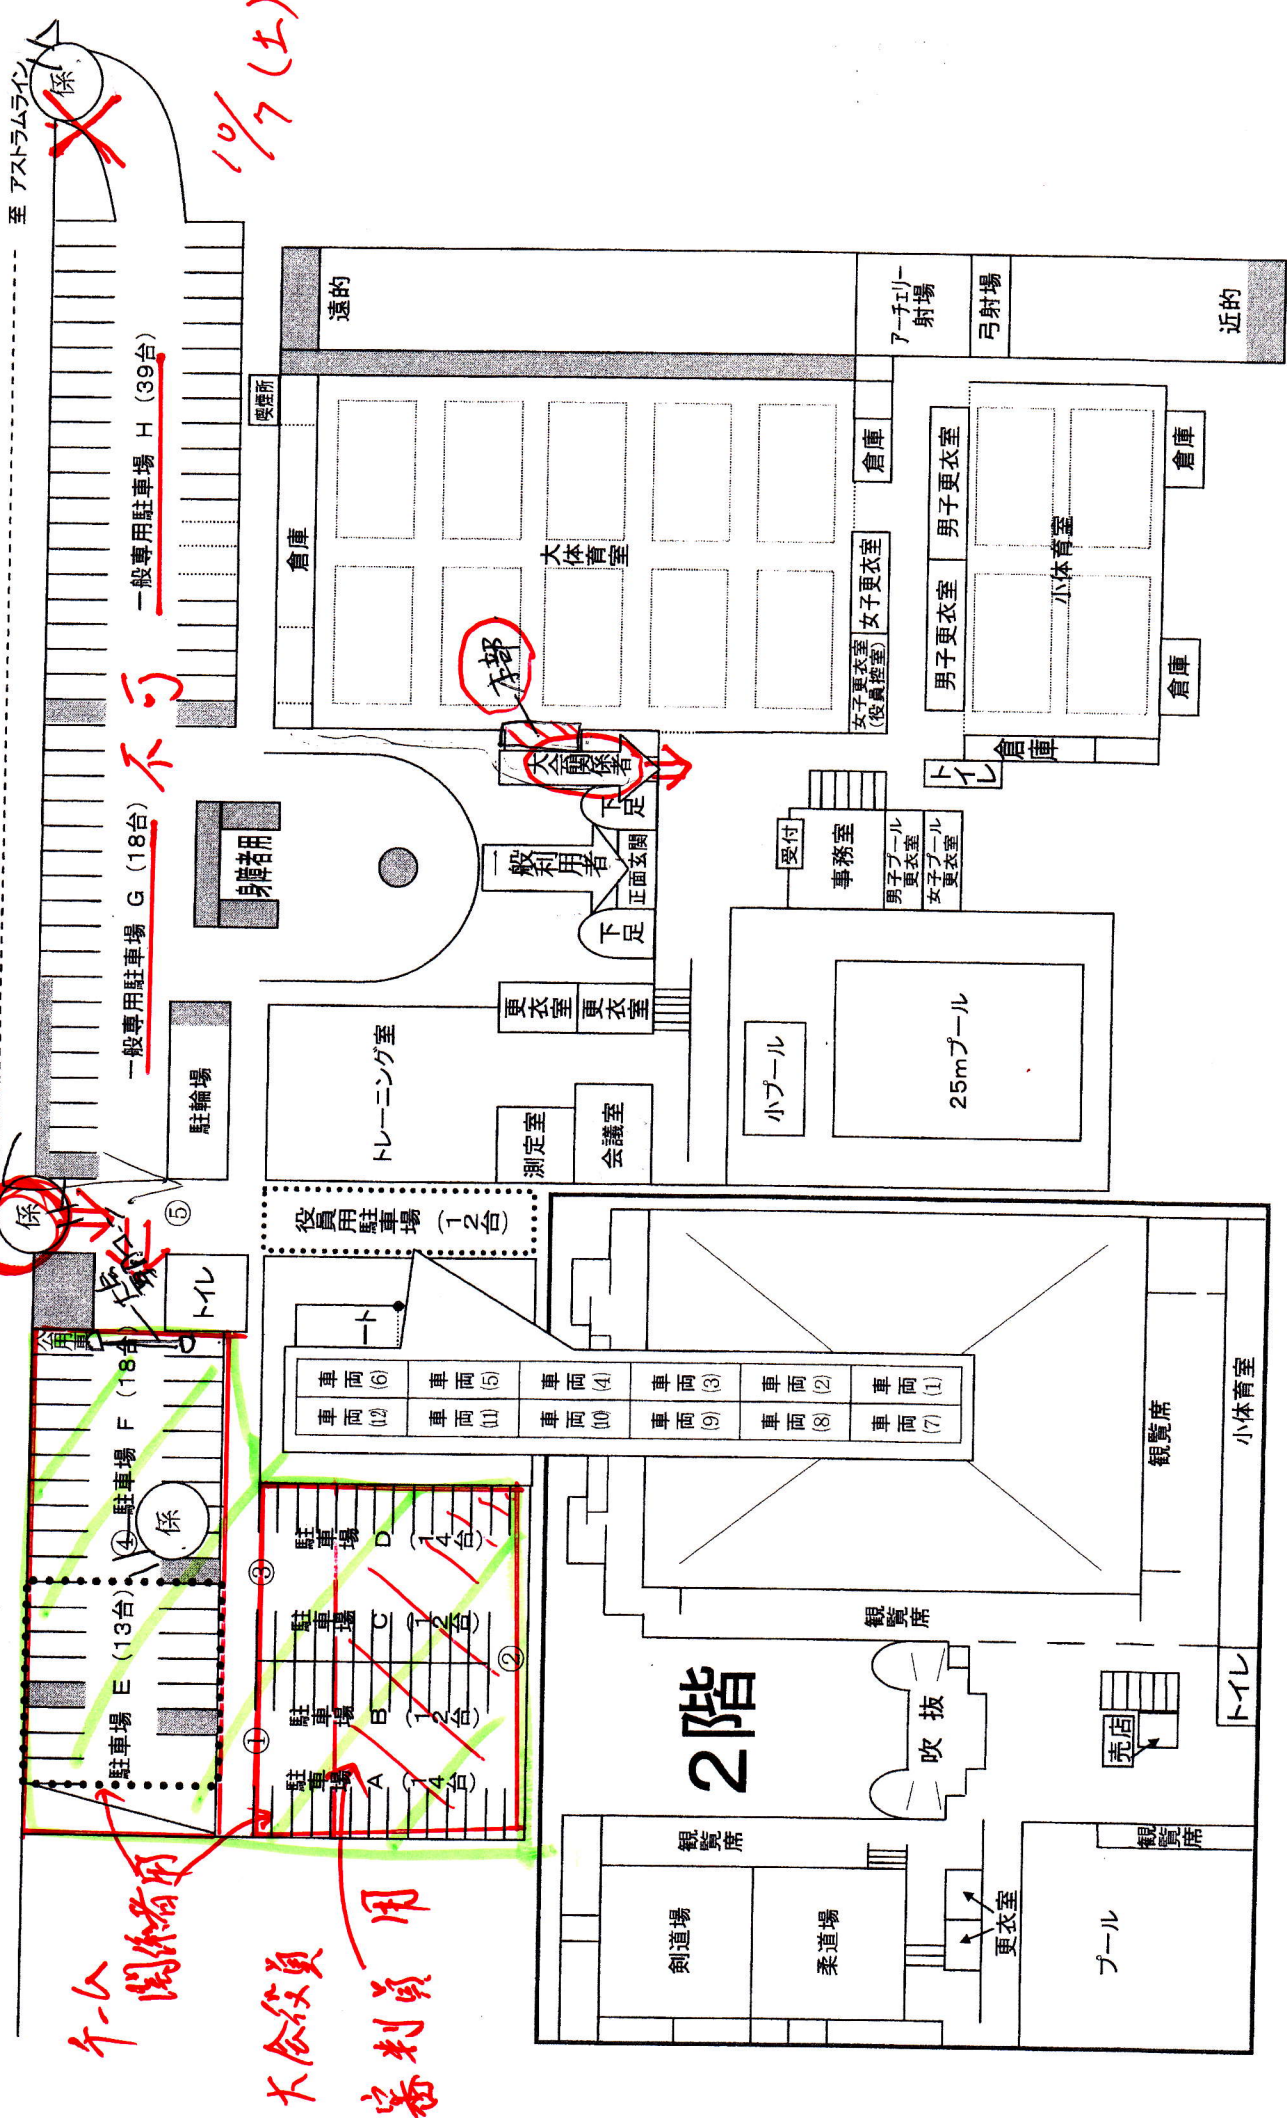 至 アストラムライン
係
10/7(土)
一般専用駐車場 H (39台)
不可
一般専用駐車場 G (18台)
係
⑤
駐輪場
身障者用
トイレ
公用車
駐車場 F (18台)
④
係
駐車場 E (13台)
チーム
関係者用
大会役員
審判員 用
①
②
③
駐車場 A (14台)
駐車場 B (12台)
駐車場 C (12台)
駐車場 D (14台)
役員用駐車場 (12台)
車両(6)
車両(5)
車両(4)
車両(3)
車両(2)
車両(1)
車両(12)
車両(11)
車両(10)
車両(9)
車両(8)
車両(7)
喫煙所
遠的
アーチェリー射場
弓射場
近的
倉庫
大体育室
本部
大会関係者
下足
一般利用者
正面玄関
下足
倉庫
女子更衣室
女子更衣室
(役員控室)
男子更衣室
男子更衣室
小体育室
倉庫
倉庫
倉庫
トイレ
受付
事務室
男子プール更衣室
女子プール更衣室
トレーニング室
更衣室
更衣室
測定室
会議室
小プール
25mプール
2階
観覧席
小体育室
観覧席
トイレ
売店
吹抜
観覧席
剣道場
柔道場
更衣室
観覧席
プール